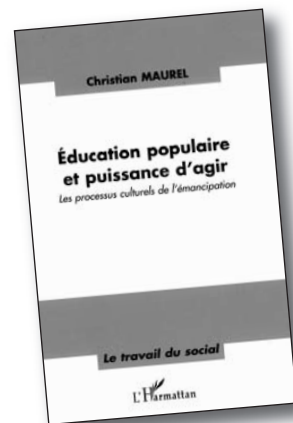 Christian MAUREL
Éducation populaire
et puissance d'agir
Les processus culturels de l'émancipation
Le travail du social
L'Harmattan